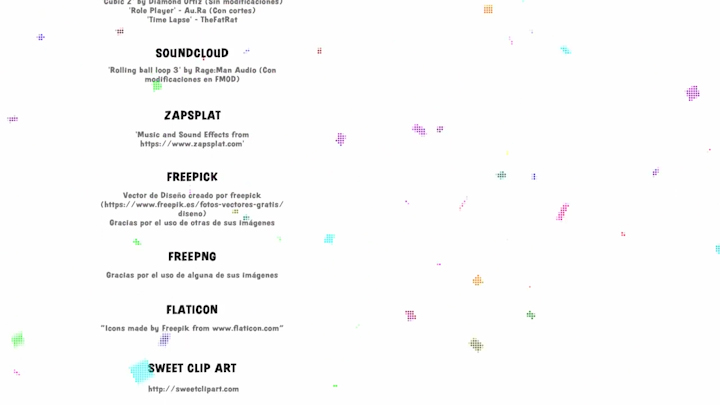 Cubic 2' by Diamond Ortiz (Sin modificaciones)
'Role Player' - Au.Ra (Con cortes)
'Time Lapse' - TheFatRat
SOUNDCLOUD
'Rolling ball loop 3' by Rage:Man Audio (Con
modificaciones en FMOD)
ZAPSPLAT
'Music and Sound Effects from
https://www.zapsplat.com'
FREEPICK
Vector de Diseño creado por freepick
(https://www.freepik.es/fotos-vectores-gratis/
diseno)
Gracias por el uso de otras de sus imágenes
FREEPNG
Gracias por el uso de alguna de sus imágenes
FLATICON
"Icons made by Freepik from www.flaticon.com"
SWEET CLIP ART
http://sweetclipart.com